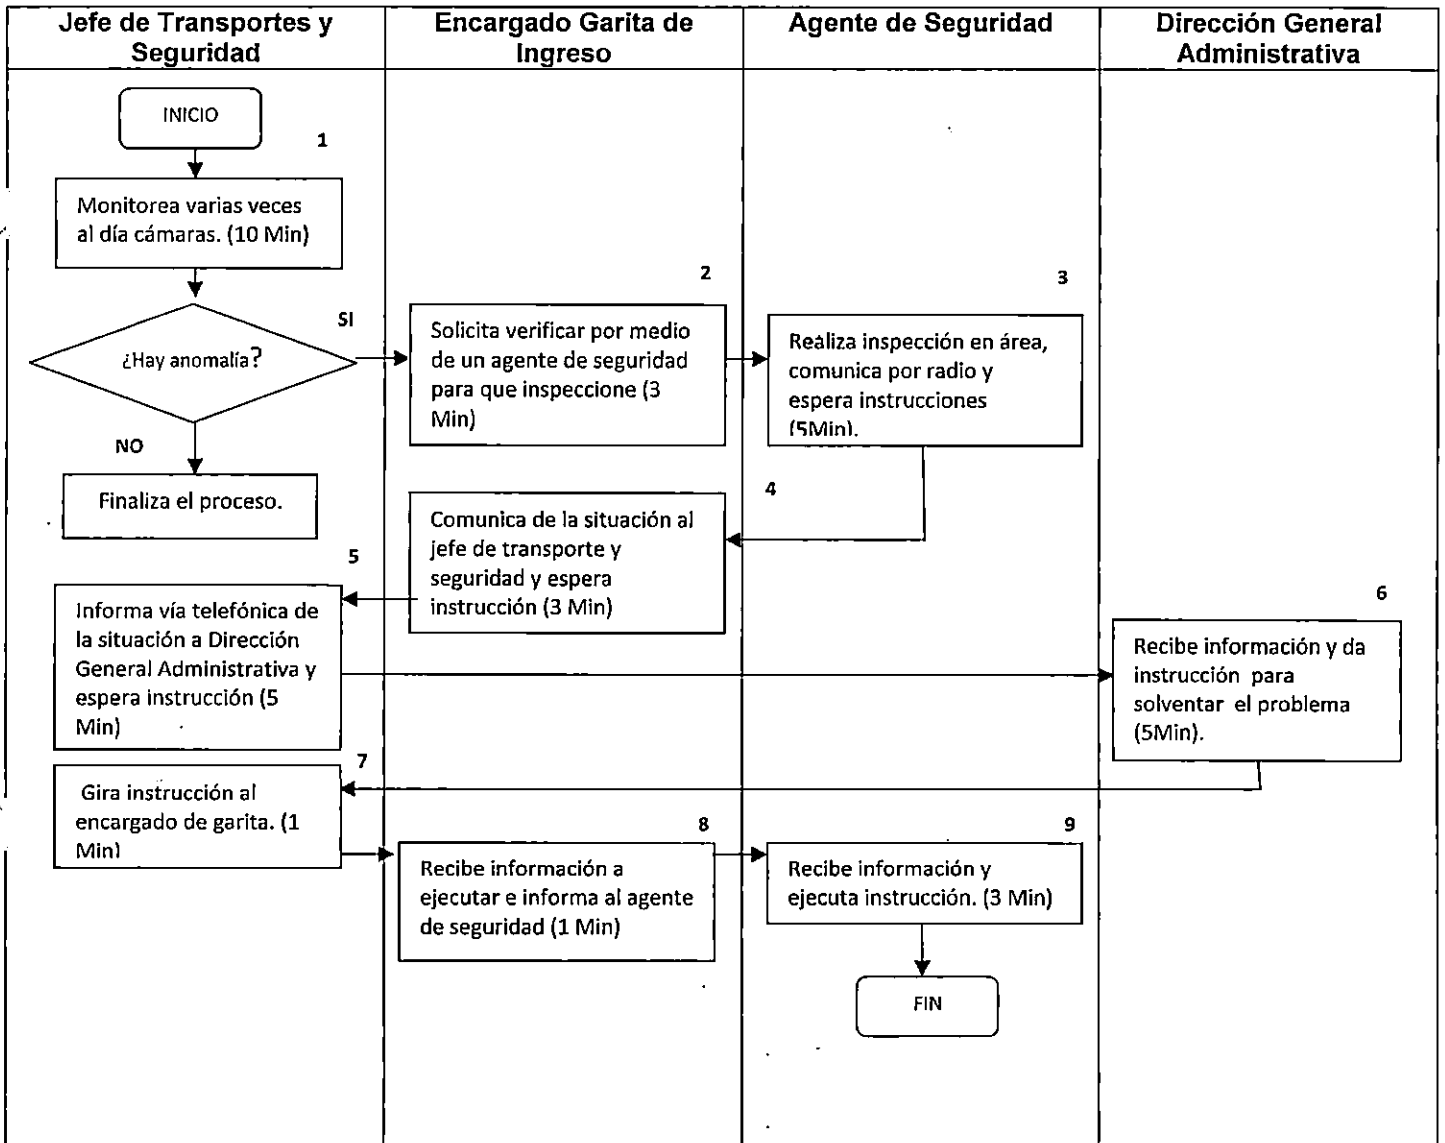 Jefe de Transportes y
Seguridad
Encargado Garita de
Ingreso
Agente de Seguridad
Dirección General
Administrativa
INICIO
1
Monitorea varias veces
al día cámaras. (10 Min)
¿Hay anomalía?
SI
NO
Finaliza el proceso.
2
Solicita verificar por medio
de un agente de seguridad
para que inspeccione (3
Min)
3
Realiza inspección en área,
comunica por radio y
espera instrucciones
(5Min).
4
Comunica de la situación al
jefe de transporte y
seguridad y espera
instrucción (3 Min)
5
Informa vía telefónica de
la situación a Dirección
General Administrativa y
espera instrucción (5
Min)
6
Recibe información y da
instrucción para
solventar el problema
(5Min).
7
Gira instrucción al
encargado de garita. (1
Min)
8
Recibe información a
ejecutar e informa al agente
de seguridad (1 Min)
9
Recibe información y
ejecuta instrucción. (3 Min)
FIN